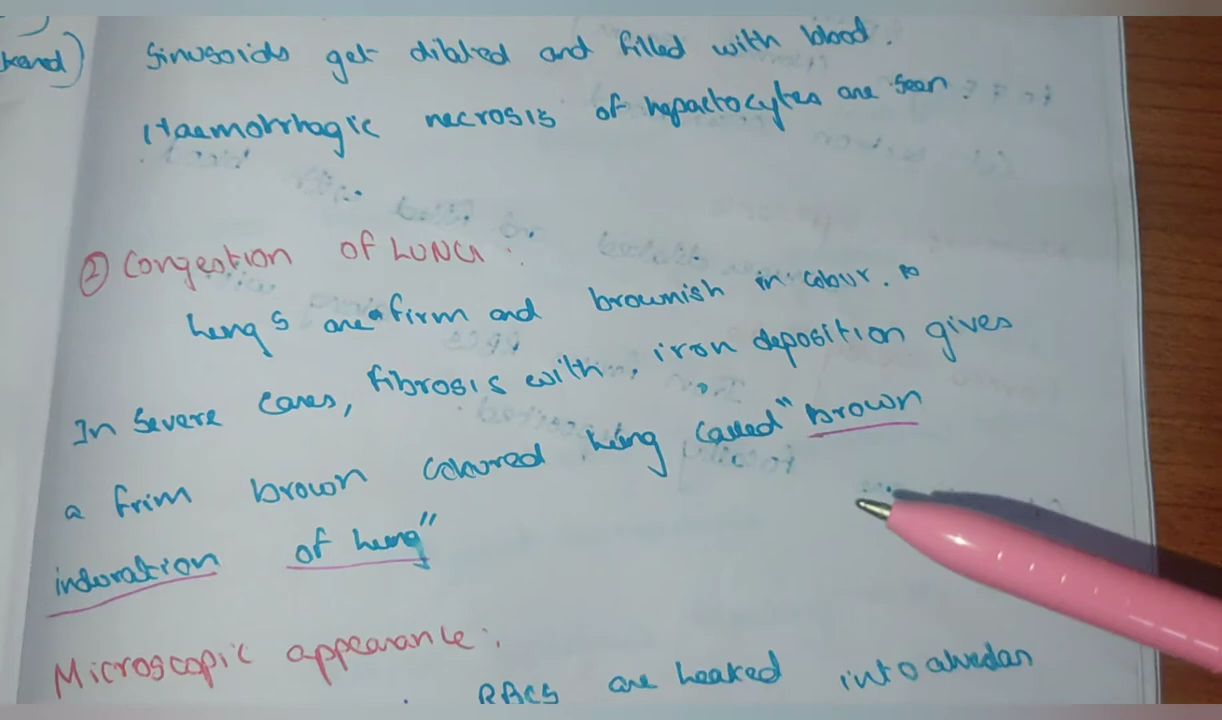 kand)
Sinusoids get dilated and filled with blood.
Haemorrhagic necrosis of hepactocytes are seen.
② Congestion of LUNG :
lungs are firm and brownish in colour.
In severe cases, fibrosis with iron deposition gives
a frim brown coloured lung called "Brown
induration of lung"
Microscopic appearance :
RBCS are leaked into alveolar